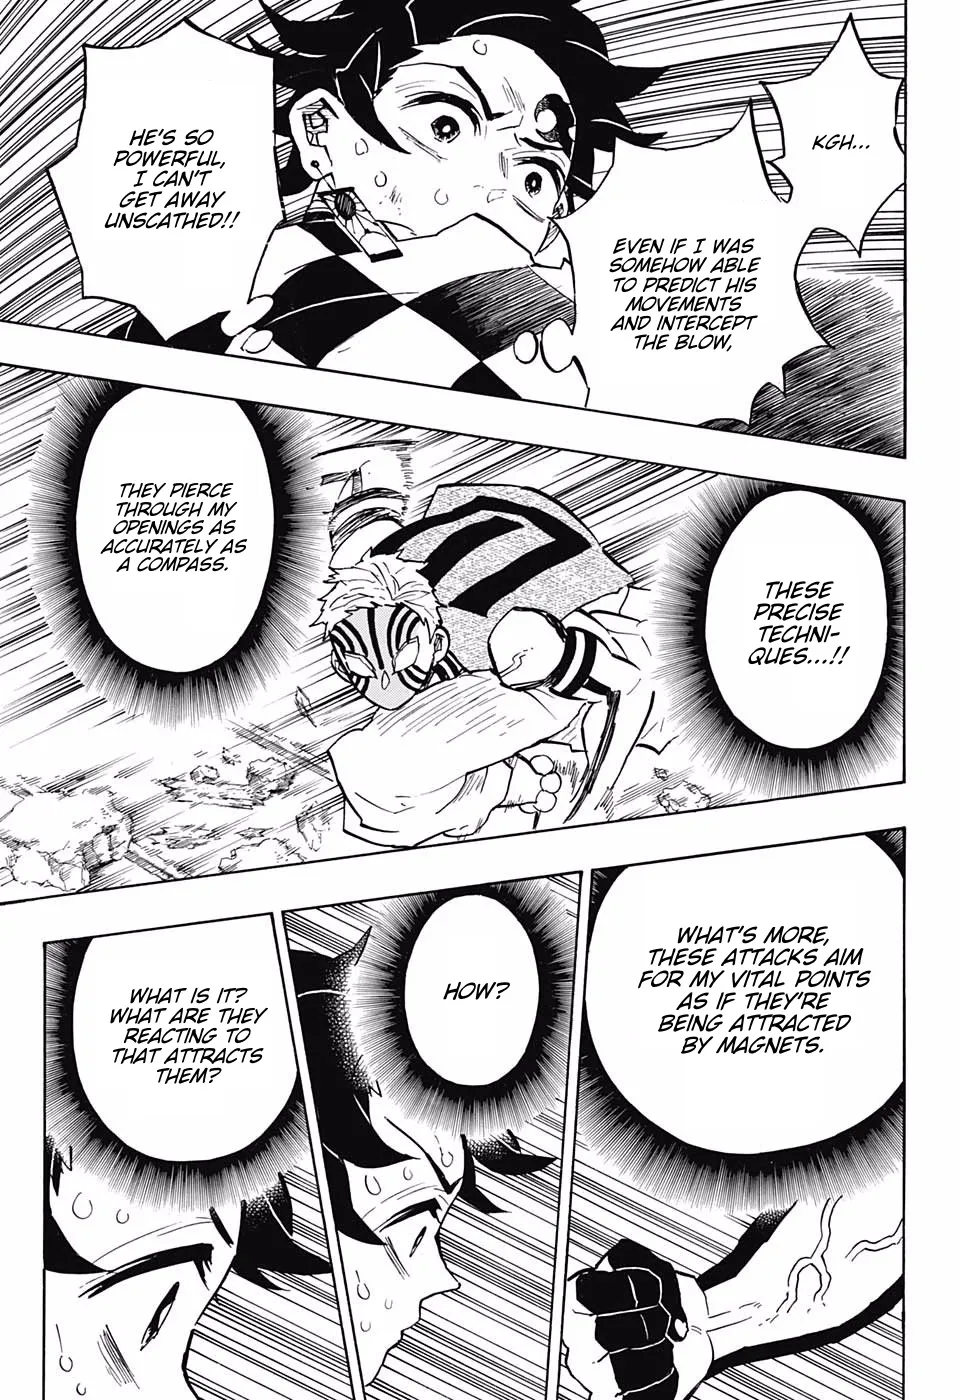 KGH...
EVEN IF I WAS
SOMEHOW ABLE
TO PREDICT HIS
MOVEMENTS
AND INTERCEPT
THE BLOW,
HE'S SO
POWERFUL,
I CAN'T
GET AWAY
UNSCATHED!!
THESE
PRECISE
TECHNI-
QUES...!!
THEY PIERCE
THROUGH MY
OPENINGS AS
ACCURATELY AS
A COMPASS.
WHAT'S MORE,
THESE ATTACKS AIM
FOR MY VITAL POINTS
AS IF THEY'RE
BEING ATTRACTED
BY MAGNETS.
HOW?
WHAT IS IT?
WHAT ARE THEY
REACTING TO
THAT ATTRACTS
THEM?